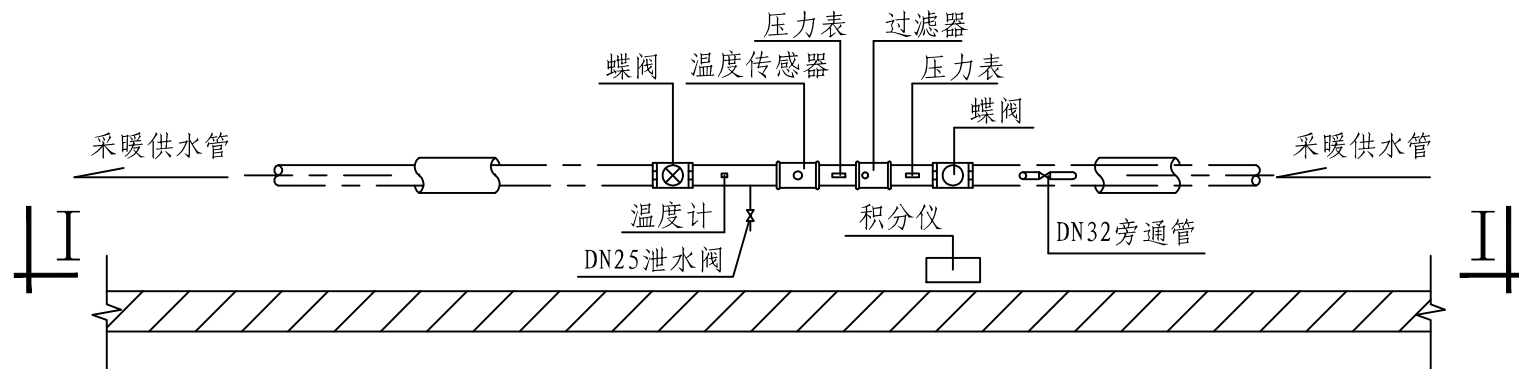 压力表
过滤器
蝶阀
温度传感器
压力表
蝶阀
采暖供水管
采暖供水管
温度计
积分仪
DN32旁通管
DN25泄水阀
I
I